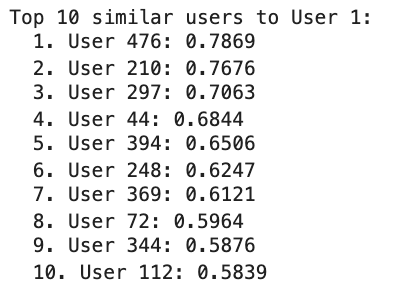 Top 10 similar users to User 1:
1. User 476: 0.7869
2. User 210: 0.7676
3. User 297: 0.7063
4. User 44: 0.6844
5. User 394: 0.6506
6. User 248: 0.6247
7. User 369: 0.6121
8. User 72: 0.5964
9. User 344: 0.5876
10. User 112: 0.5839